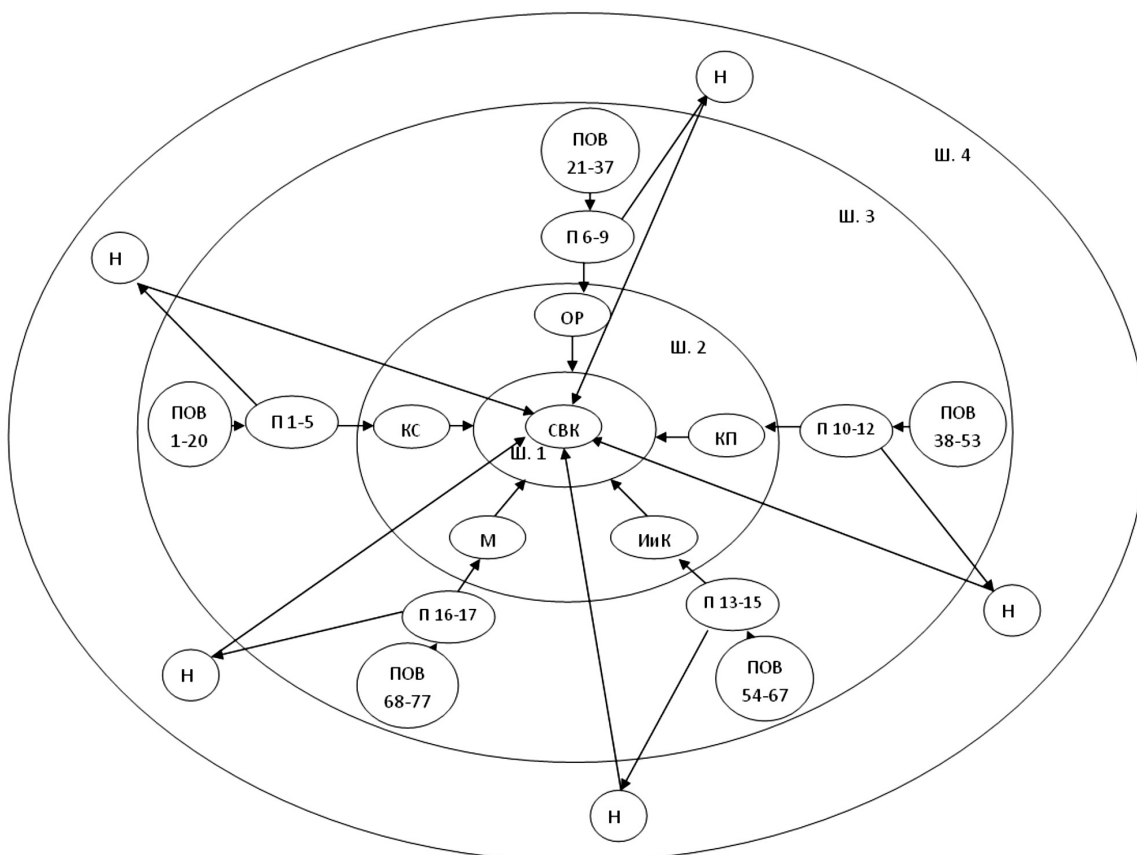 Н
Ш. 4
ПОВ
21-37
Ш. 3
П 6-9
Н
ОР
Ш. 2
ПОВ
1-20
П 1-5
КС
СВК
Ш. 1
КП
П 10-12
ПОВ
38-53
М
ИиК
П 16-17
П 13-15
Н
Н
ПОВ
68-77
ПОВ
54-67
Н